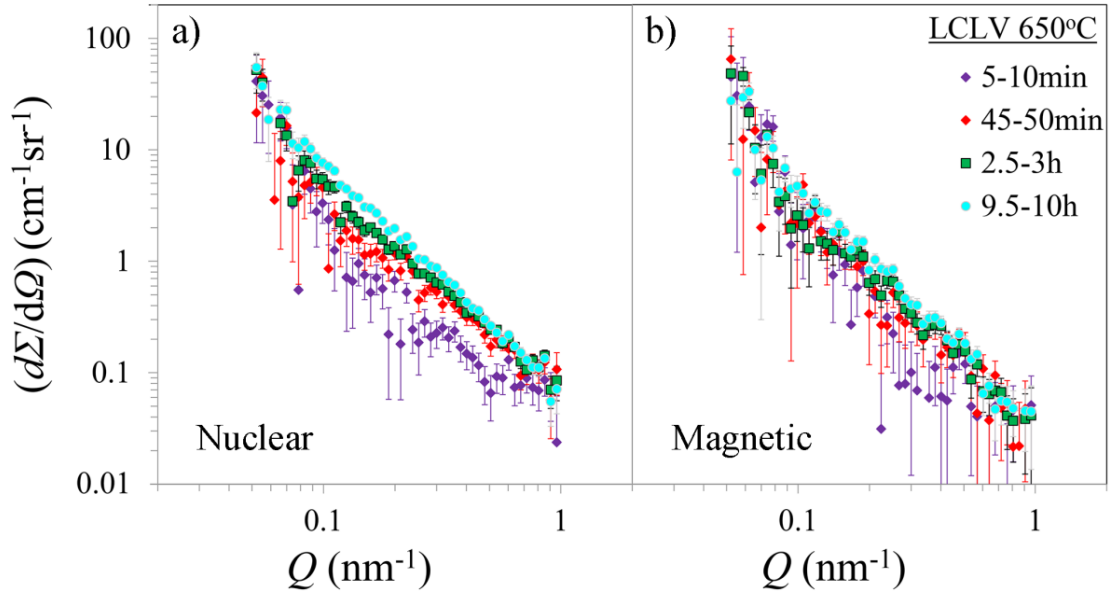 a)
b)
LCLV 650°C
5-10min
45-50min
2.5-3h
9.5-10h
100
10
1
0.1
0.01
(dΣ/dΩ) (cm⁻¹sr⁻¹)
Nuclear
Magnetic
0.1
1
0.1
1
Q (nm⁻¹)
Q (nm⁻¹)